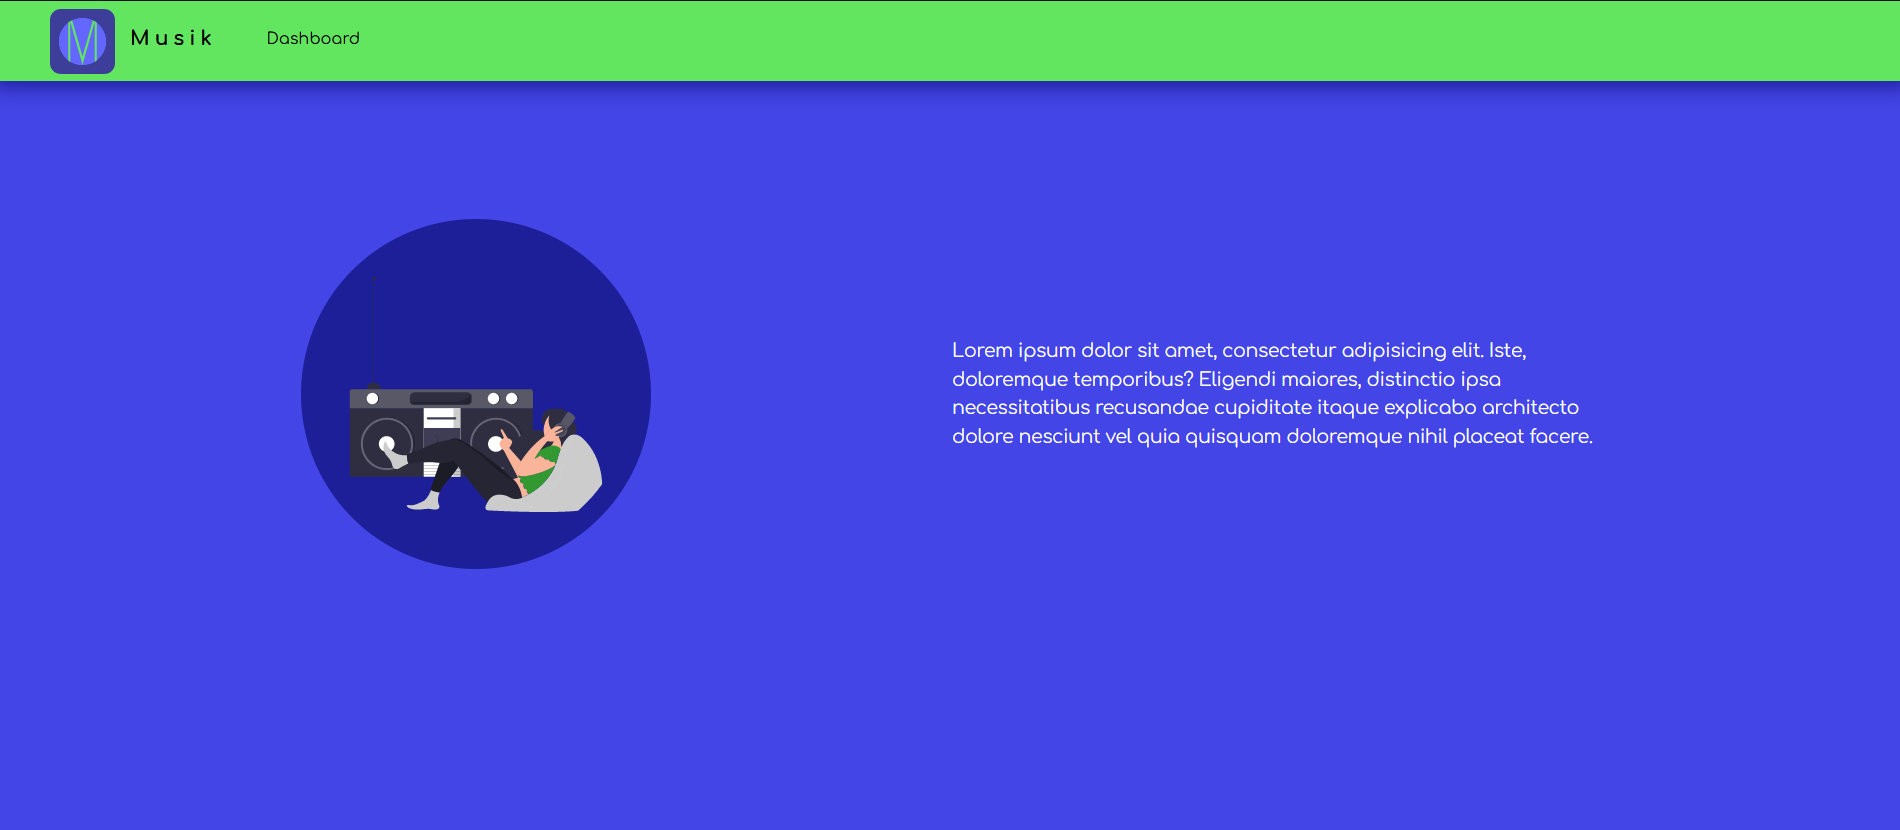 M
Musik
Dashboard
Lorem ipsum dolor sit amet, consectetur adipisicing elit. Iste,
doloremque temporibus? Eligendi maiores, distinctio ipsa
necessitatibus recusandae cupiditate itaque explicabo architecto
dolore nesciunt vel quia quisquam doloremque nihil placeat facere.